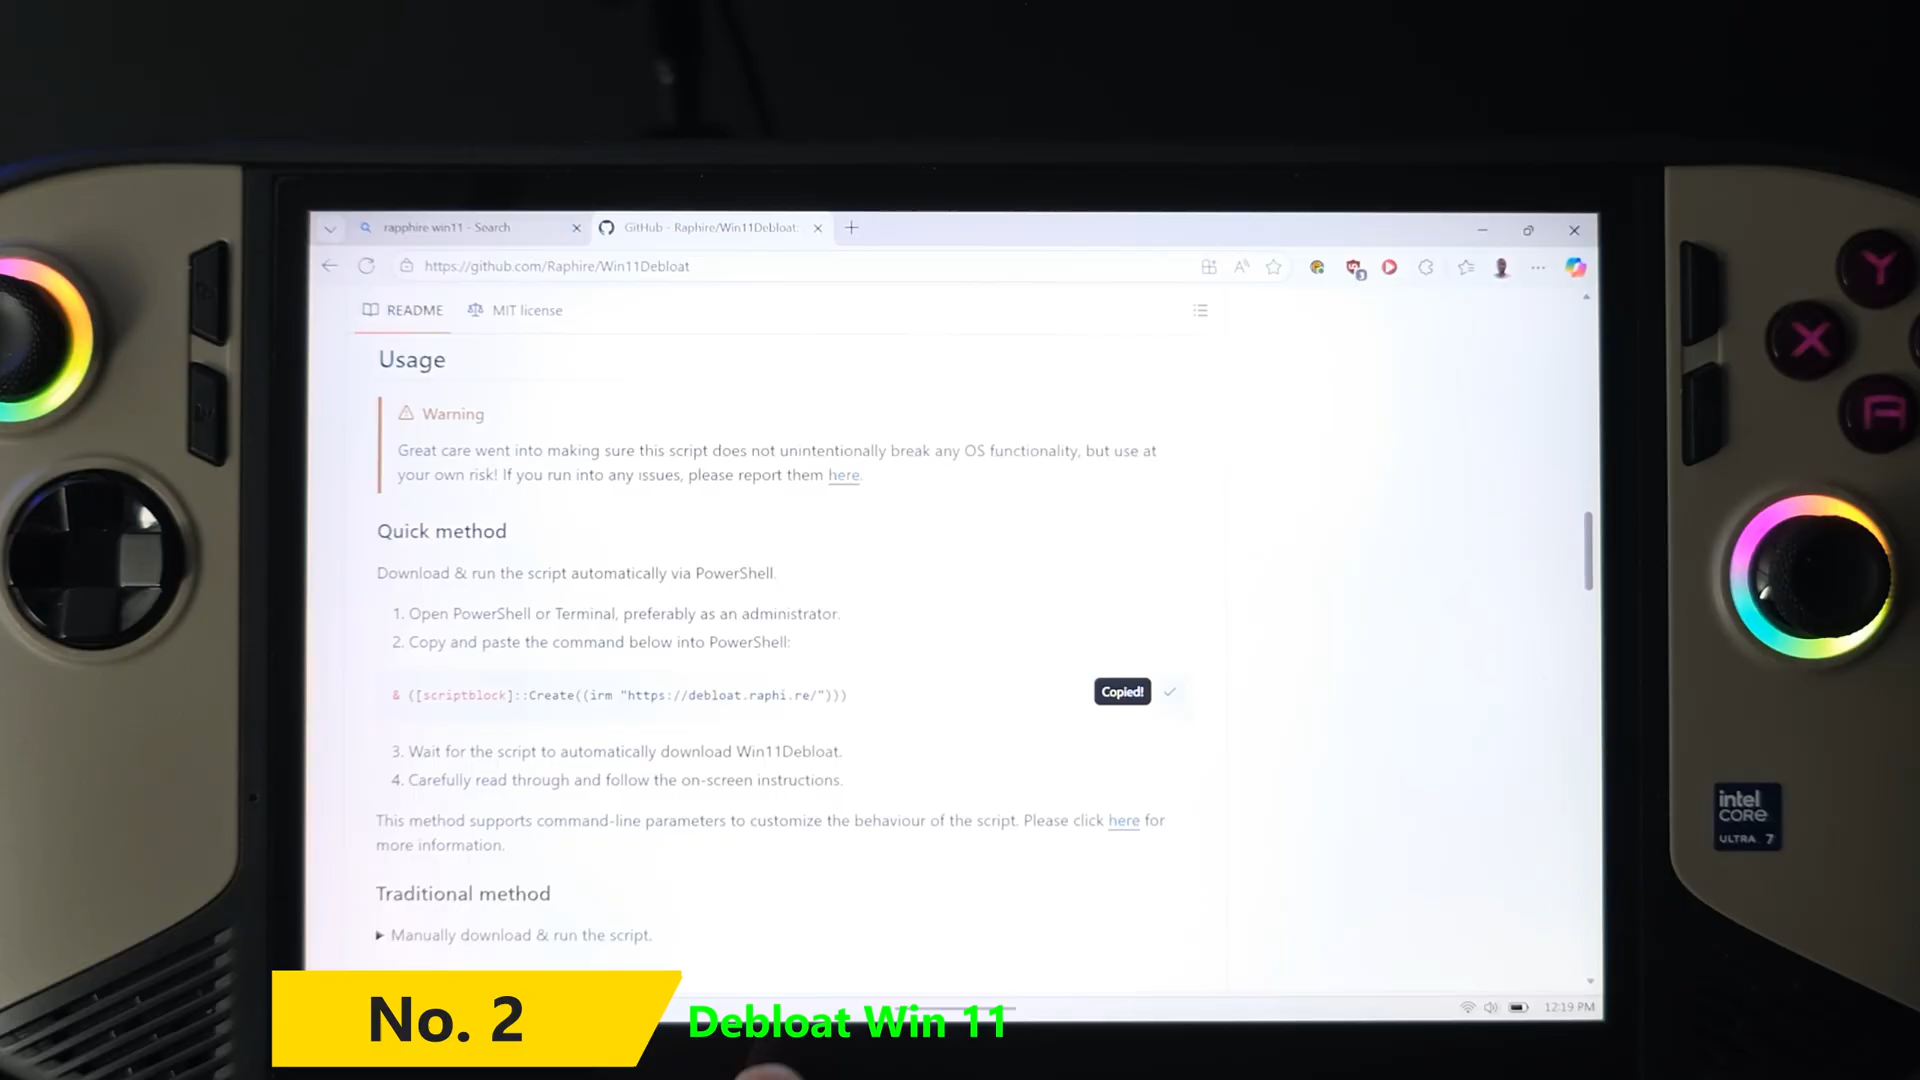 rapphire win11 - Search
GitHub - Raphire/Win11Debloat:
https://github.com/Raphire/Win11Debloat
README
MIT license
Usage
Warning
Great care went into making sure this script does not unintentionally break any OS functionality, but use at
your own risk! If you run into any issues, please report them here.
Quick method
Download & run the script automatically via PowerShell.
1. Open PowerShell or Terminal, preferably as an administrator.
2. Copy and paste the command below into PowerShell:
& ([scriptblock]::Create((irm "https://debloat.raphi.re/")))
Copied!
3. Wait for the script to automatically download Win11Debloat.
4. Carefully read through and follow the on-screen instructions.
This method supports command-line parameters to customize the behaviour of the script. Please click here for
more information.
Traditional method
Manually download & run the script.
12:19 PM
Y
X
A
intel
CORE
ULTRA 7
No. 2
Debloat Win 11